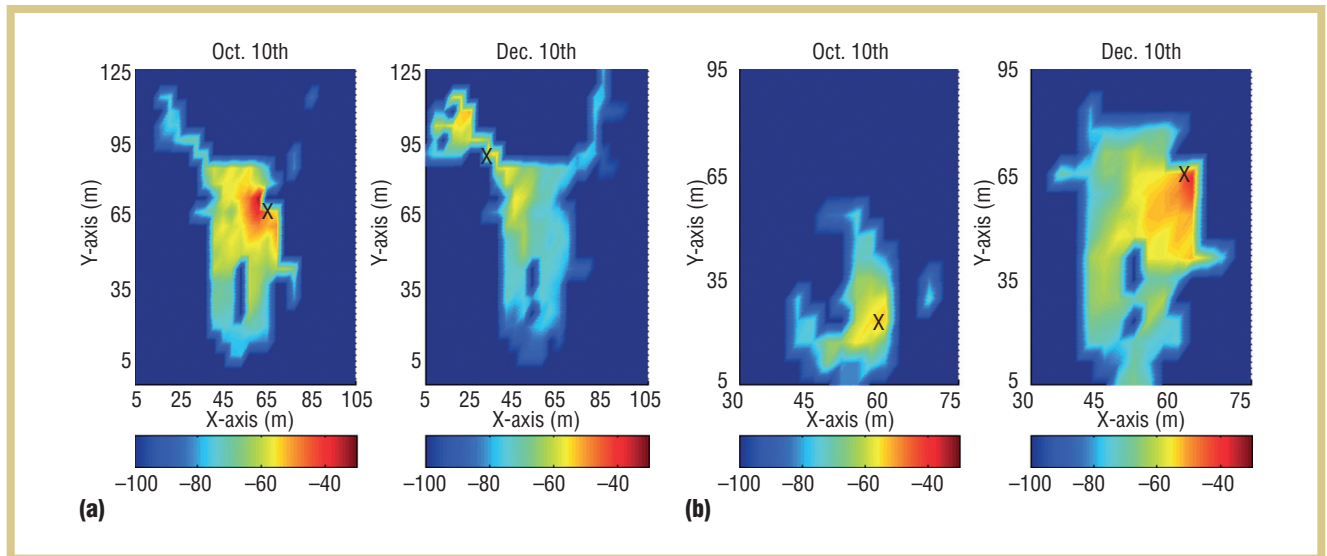 Oct. 10th
Dec. 10th
Oct. 10th
Dec. 10th
125
95
65
35
5
Y-axis (m)
X
5 25 45 65 85 105
X-axis (m)
–100 –80 –60 –40
125
95
65
35
5
Y-axis (m)
X
5 25 45 65 85 105
X-axis (m)
–100 –80 –60 –40
(a)
95
65
35
5
Y-axis (m)
X
30 45 60 75
X-axis (m)
–100 –80 –60 –40
95
65
35
5
Y-axis (m)
X
30 45 60 75
X-axis (m)
–100 –80 –60 –40
(b)